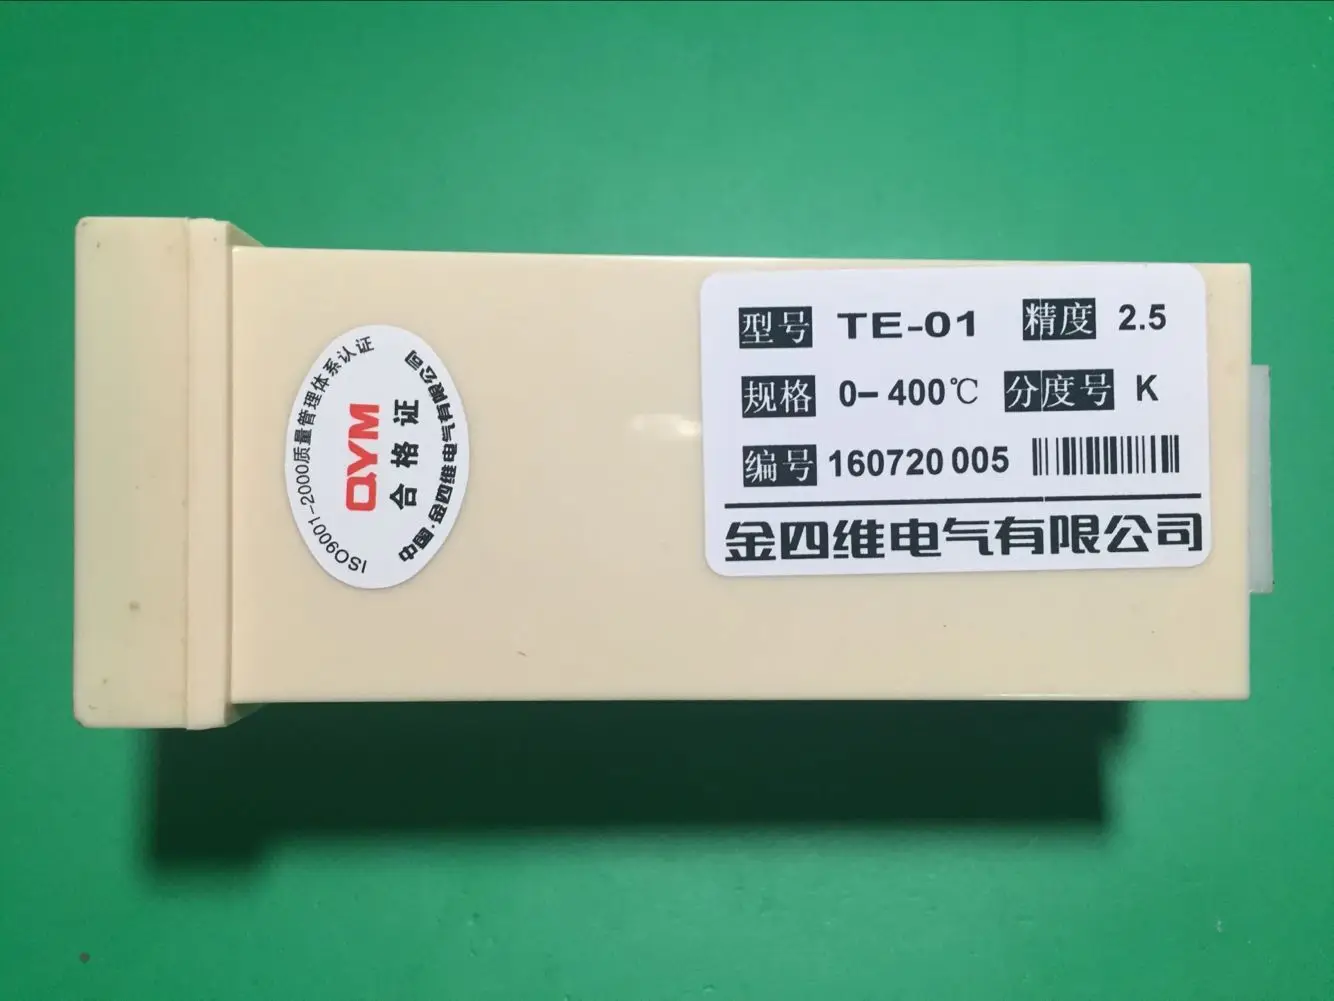 ISO9001-2000质量管理体系认证
QYM
合格证
中国·金四维电气有限公司
型号 TE-01 精度 2.5
规格 0-400℃ 分度号 K
编号 160720 005
金四维电气有限公司